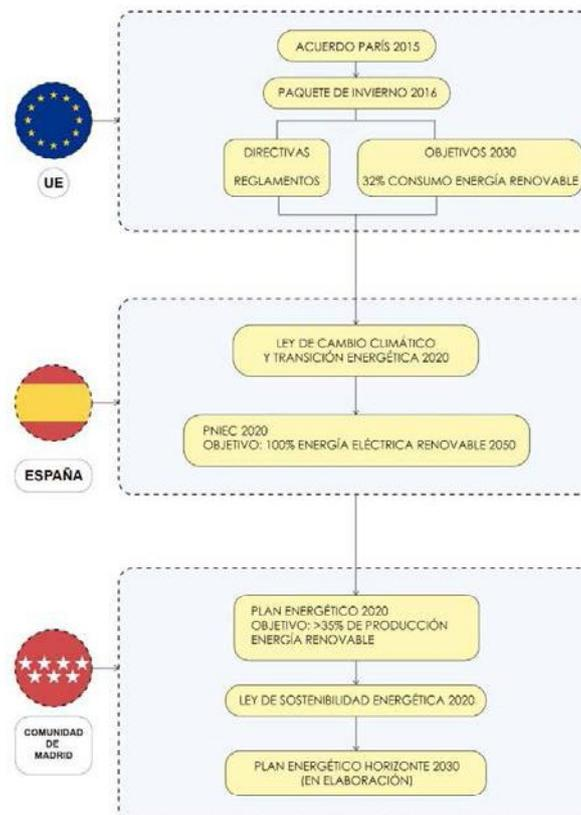 ACUERDO PARÍS 2015
PAQUETE DE INVIERNO 2016
DIRECTIVAS
REGLAMENTOS
OBJETIVOS 2030
32% CONSUMO ENERGÍA RENOVABLE
UE
LEY DE CAMBIO CLIMÁTICO
Y TRANSICIÓN ENERGÉTICA 2020
PNIEC 2020
OBJETIVO: 100% ENERGÍA ELÉCTRICA RENOVABLE 2050
ESPAÑA
PLAN ENERGÉTICO 2020
OBJETIVO: >35% DE PRODUCCIÓN
ENERGÍA RENOVABLE
LEY DE SOSTENIBILIDAD ENERGÉTICA 2020
PLAN ENERGÉTICO HORIZONTE 2030
(EN ELABORACIÓN)
COMUNIDAD
DE
MADRID